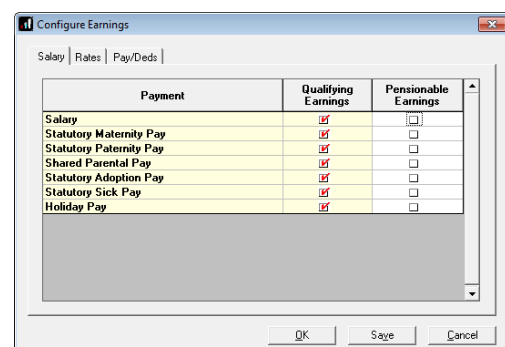 Configure Earnings
Salary Rates Pay/Deds
Payment Qualifying Earnings Pensionable Earnings
Salary
Statutory Maternity Pay
Statutory Paternity Pay
Shared Parental Pay
Statutory Adoption Pay
Statutory Sick Pay
Holiday Pay
OK Save Cancel